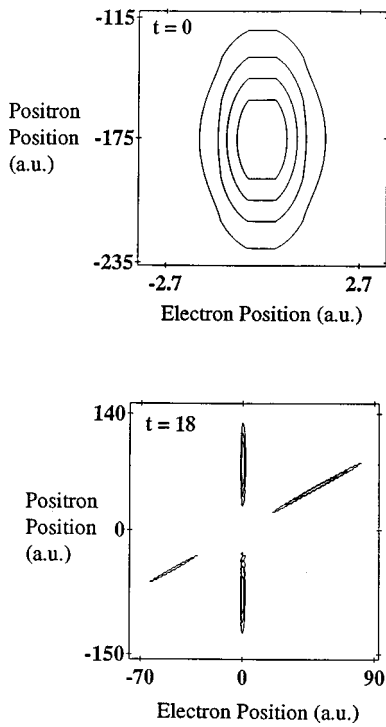 -115
t = 0
Positron
Position
(a.u.)
-175
-235
-2.7
2.7
Electron Position (a.u.)
140
t = 18
Positron
Position
(a.u.)
0
-150
-70
0
90
Electron Position (a.u.)